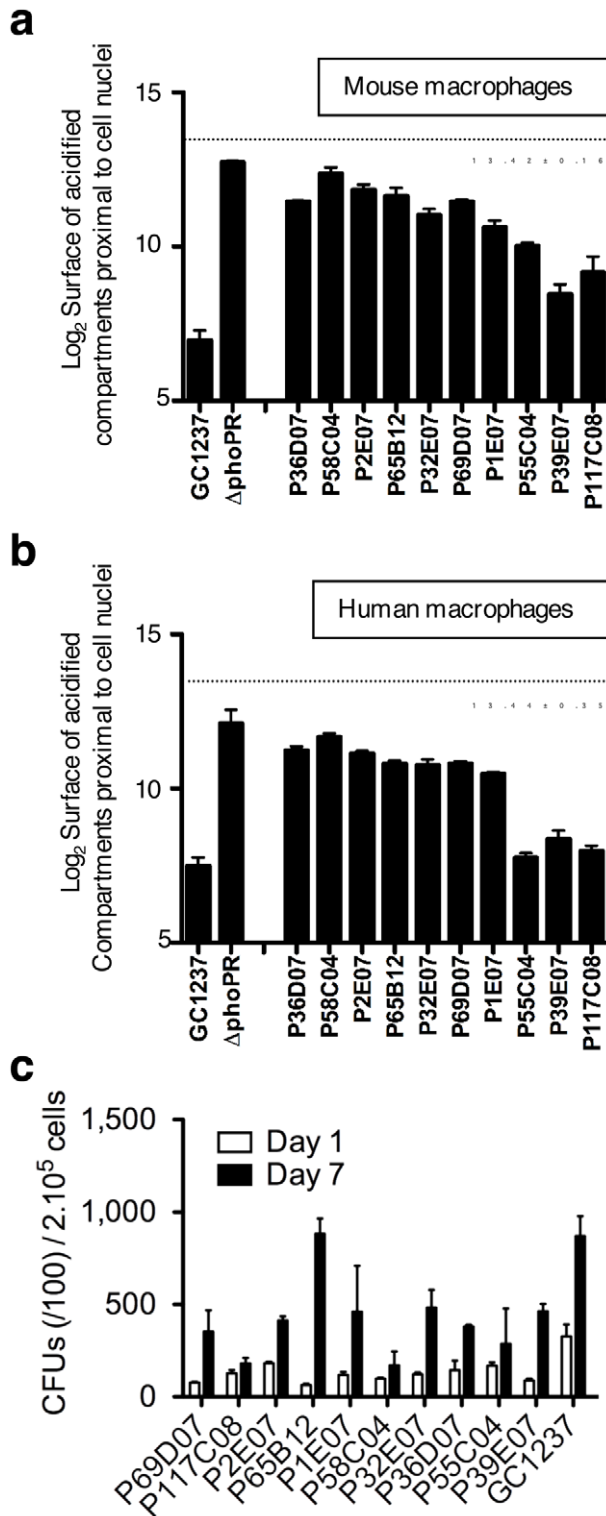 a
Mouse macrophages
Log₂ Surface of acidified
compartments proximal to cell nuclei
15
10
5
13.42±0.16
GC1237
ΔphoPR
P36D07
P58C04
P2E07
P65B12
P32E07
P69D07
P1E07
P55C04
P39E07
P117C08
b
Human macrophages
Log₂ Surface of acidified
Compartments proximal to cell nuclei
15
10
5
13.44±0.35
GC1237
ΔphoPR
P36D07
P58C04
P2E07
P65B12
P32E07
P69D07
P1E07
P55C04
P39E07
P117C08
c
CFUs (/100) / 2.10⁵ cells
1,500
1,000
500
0
Day 1
Day 7
P69D07
P117C08
P2E07
P65B12
P1E07
P58C04
P32E07
P36D07
P55C04
P39E07
GC1237